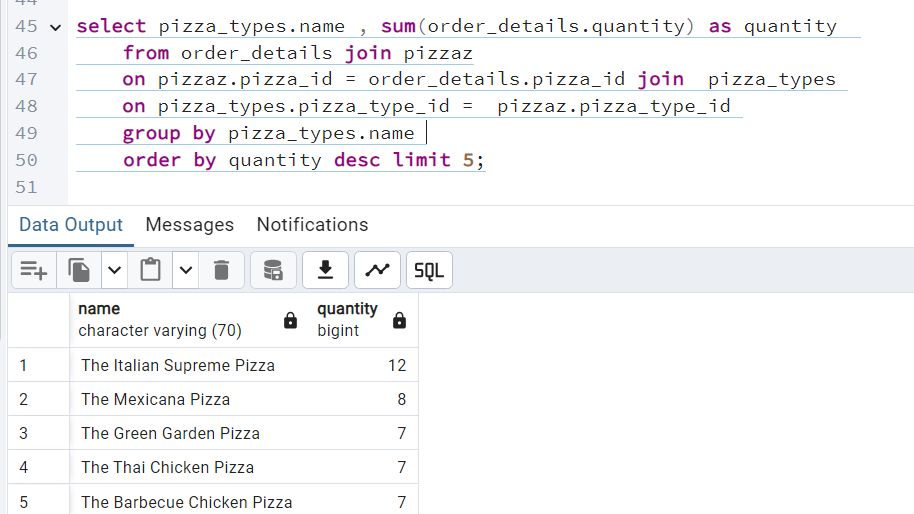 45 select pizza_types.name , sum(order_details.quantity) as quantity
46 from order_details join pizzaz
47 on pizzaz.pizza_id = order_details.pizza_id join  pizza_types
48 on pizza_types.pizza_type_id =  pizzaz.pizza_type_id
49 group by pizza_types.name
50 order by quantity desc limit 5;
51
Data Output Messages Notifications
SQL
name quantity
character varying (70) bigint
1 The Italian Supreme Pizza 12
2 The Mexicana Pizza 8
3 The Green Garden Pizza 7
4 The Thai Chicken Pizza 7
5 The Barbecue Chicken Pizza 7